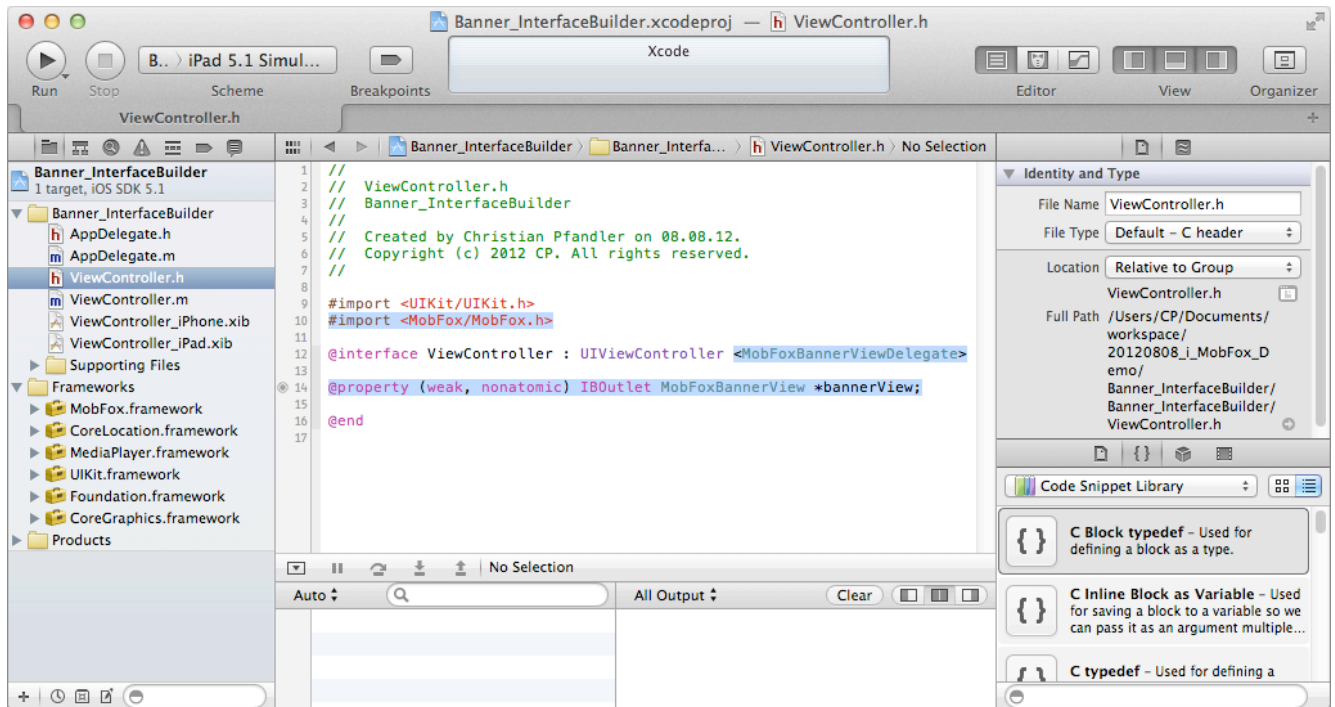 Banner_InterfaceBuilder.xcodeproj — h ViewController.h
B.. 〉 iPad 5.1 Simul...
Xcode
Run Stop Scheme Breakpoints Editor View Organizer
ViewController.h
Banner_InterfaceBuilder 〉 Banner_Interfa... 〉 h ViewController.h 〉 No Selection
Banner_InterfaceBuilder
1 target, iOS SDK 5.1
Banner_InterfaceBuilder
h AppDelegate.h
m AppDelegate.m
h ViewController.h
m ViewController.m
ViewController_iPhone.xib
ViewController_iPad.xib
Supporting Files
Frameworks
MobFox.framework
CoreLocation.framework
MediaPlayer.framework
UIKit.framework
Foundation.framework
CoreGraphics.framework
Products
1 //
2 // ViewController.h
3 // Banner_InterfaceBuilder
4 //
5 // Created by Christian Pfandler on 08.08.12.
6 // Copyright (c) 2012 CP. All rights reserved.
7 //
8
9 #import <UIKit/UIKit.h>
10 #import <MobFox/MobFox.h>
11
12 @interface ViewController : UIViewController <MobFoxBannerViewDelegate>
13
14 @property (weak, nonatomic) IBOutlet MobFoxBannerView *bannerView;
15
16 @end
17
No Selection
Auto
All Output
Clear
Identity and Type
File Name ViewController.h
File Type Default – C header
Location Relative to Group
ViewController.h
Full Path /Users/CP/Documents/
workspace/
20120808_i_MobFox_D
emo/
Banner_InterfaceBuilder/
Banner_InterfaceBuilder/
ViewController.h
{}
Code Snippet Library
{ }
C Block typedef – Used for
defining a block as a type.
{ }
C Inline Block as Variable – Used
for saving a block to a variable so we
can pass it as an argument multiple...
C typedef – Used for defining a